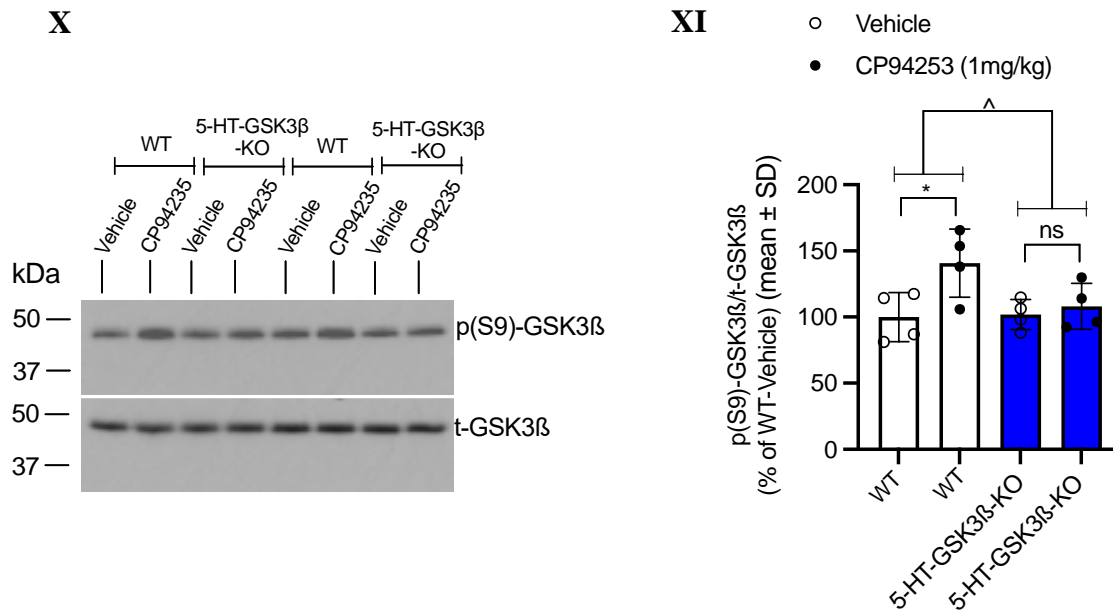 X
5-HT-GSK3β
-KO
5-HT-GSK3β
-KO
WT
WT
Vehicle
CP94235
Vehicle
CP94235
Vehicle
CP94235
Vehicle
CP94235
kDa
50
p(S9)-GSK3ß
37
50
t-GSK3ß
37
XI
Vehicle
CP94253 (1mg/kg)
^
*
ns
p(S9)-GSK3ß/t-GSK3ß
(% of WT-Vehicle) (mean ± SD)
200
150
100
50
0
WT
WT
5-HT-GSK3ß-KO
5-HT-GSK3ß-KO